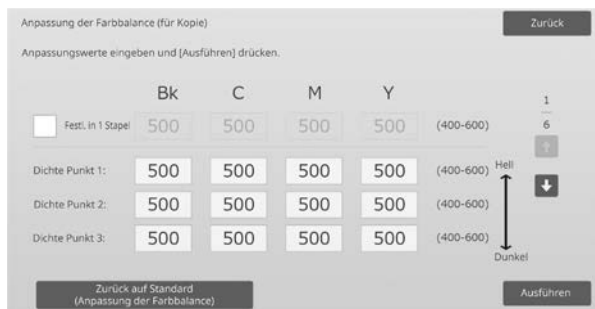 Anpassung der Farbbalance (für Kopie)
Zurück
Anpassungswerte eingeben und [Ausführen] drücken.
Bk C M Y
Festl. in 1 Stapel 500 500 500 500 (400-600)
1
6
Dichte Punkt 1: 500 500 500 500 (400-600) Hell
Dichte Punkt 2: 500 500 500 500 (400-600)
Dichte Punkt 3: 500 500 500 500 (400-600)
Dunkel
Zurück auf Standard
(Anpassung der Farbbalance)
Ausführen